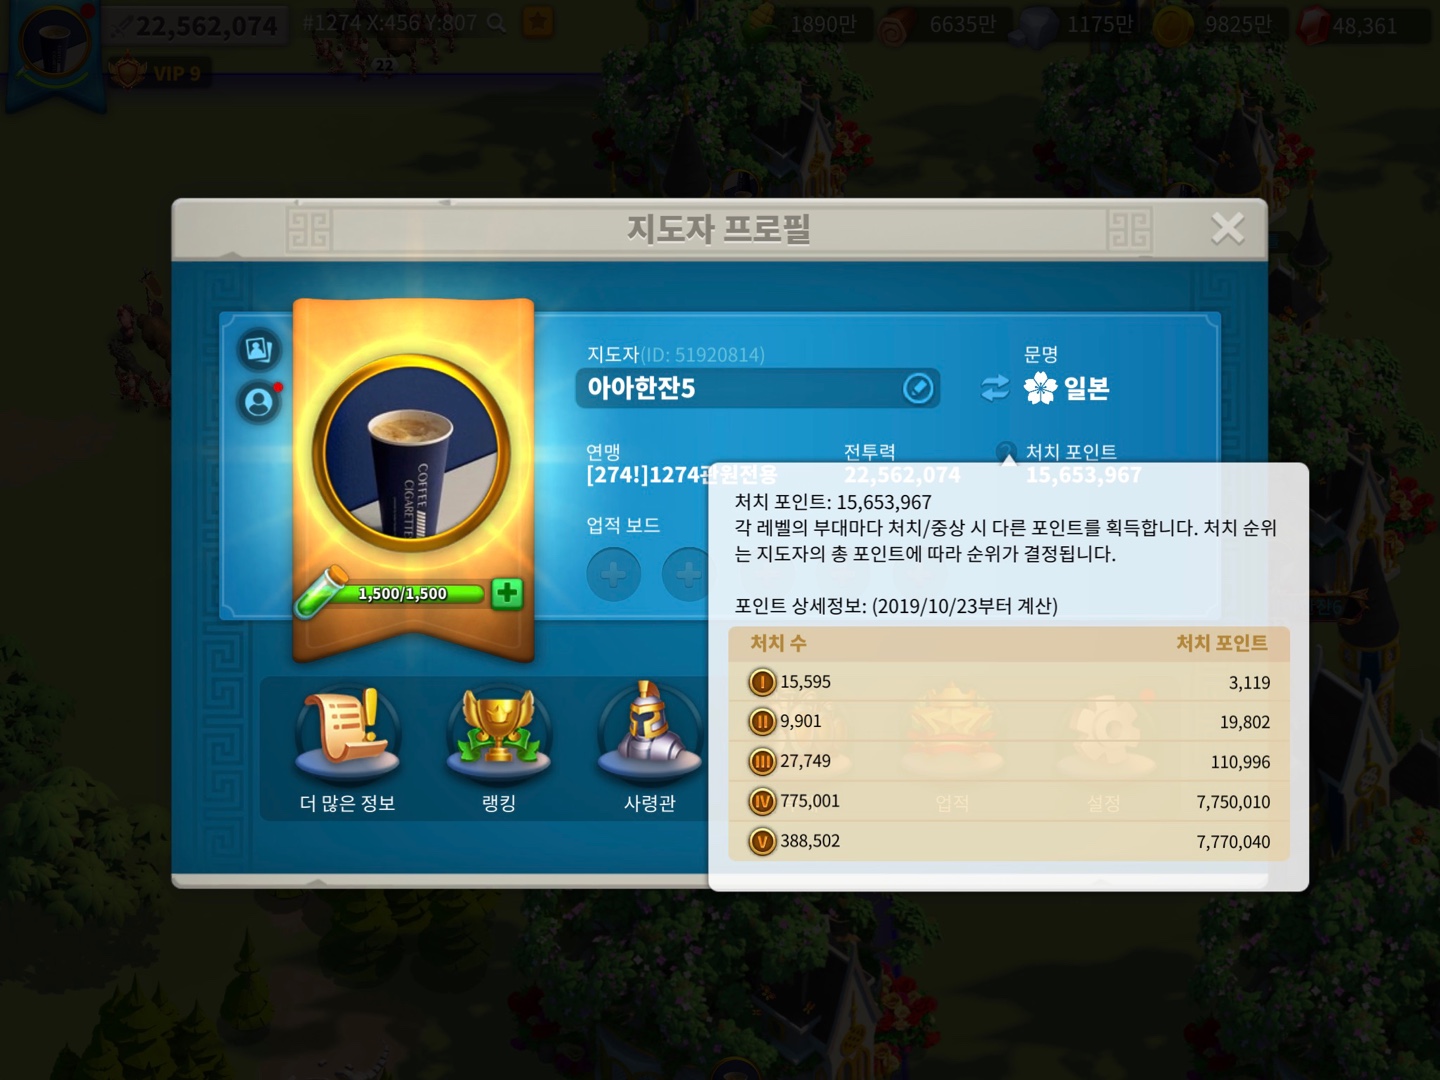 22,562,074
#1274 X:456 Y:807
1890만
6635만
1175만
9825만
48,361
VIP 9
22
지도자 프로필
지도자(ID: 51920814)
문명
아아한잔5
일본
연맹
전투력
처치 포인트
[274!]1274관원전용
22,562,074
15,653,967
업적 보드
COFFEE
CIGARETTE
1,500/1,500
처치 포인트: 15,653,967
각 레벨의 부대마다 처치/중상 시 다른 포인트를 획득합니다. 처치 순위
는 지도자의 총 포인트에 따라 순위가 결정됩니다.
포인트 상세정보: (2019/10/23부터 계산)
처치 수
처치 포인트
I 15,595
3,119
II 9,901
19,802
III 27,749
110,996
IV 775,001
7,750,010
V 388,502
7,770,040
더 많은 정보
랭킹
사령관
업적
설정